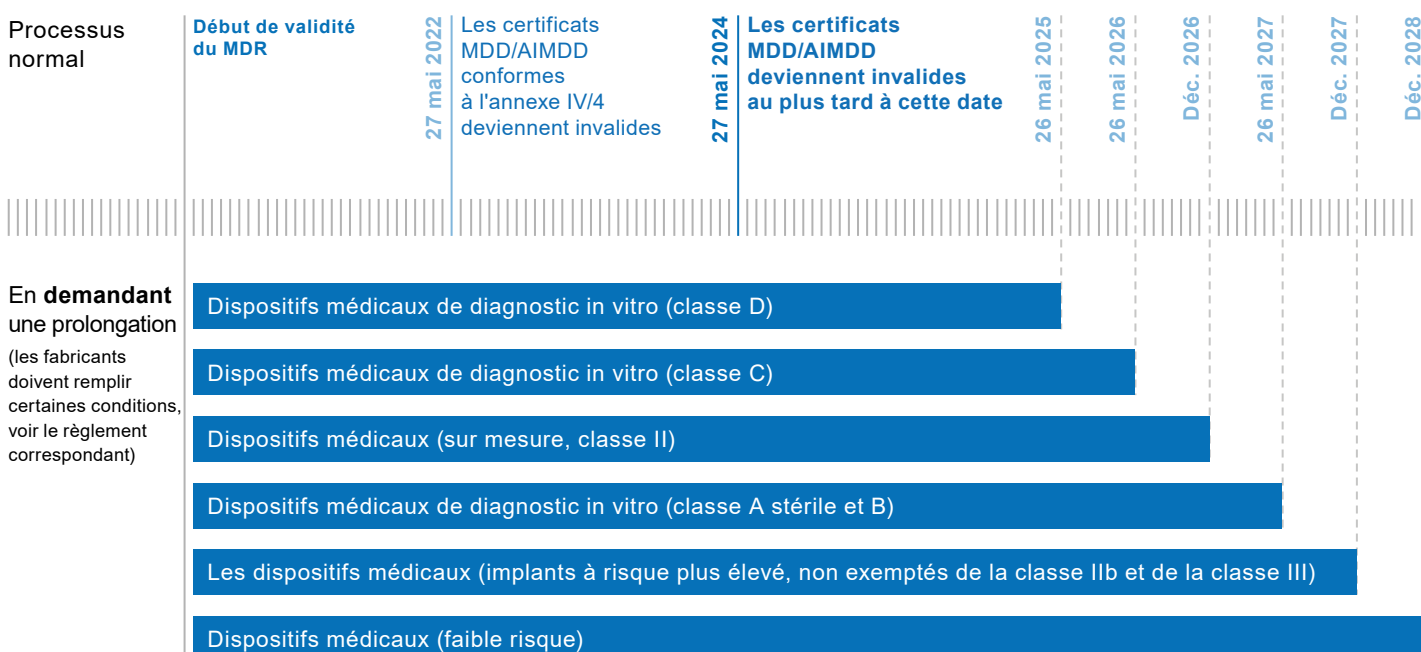 Processus
normal
Début de validité
du MDR
27 mai 2022
Les certificats
MDD/AIMDD
conformes
à l'annexe IV/4
deviennent invalides
27 mai 2024
Les certificats
MDD/AIMDD
deviennent invalides
au plus tard à cette date
26 mai 2025
26 mai 2026
Déc. 2026
26 mai 2027
Déc. 2027
Déc. 2028
En demandant
une prolongation
(les fabricants
doivent remplir
certaines conditions,
voir le règlement
correspondant)
Dispositifs médicaux de diagnostic in vitro (classe D)
Dispositifs médicaux de diagnostic in vitro (classe C)
Dispositifs médicaux (sur mesure, classe II)
Dispositifs médicaux de diagnostic in vitro (classe A stérile et B)
Les dispositifs médicaux (implants à risque plus élevé, non exemptés de la classe IIb et de la classe III)
Dispositifs médicaux (faible risque)